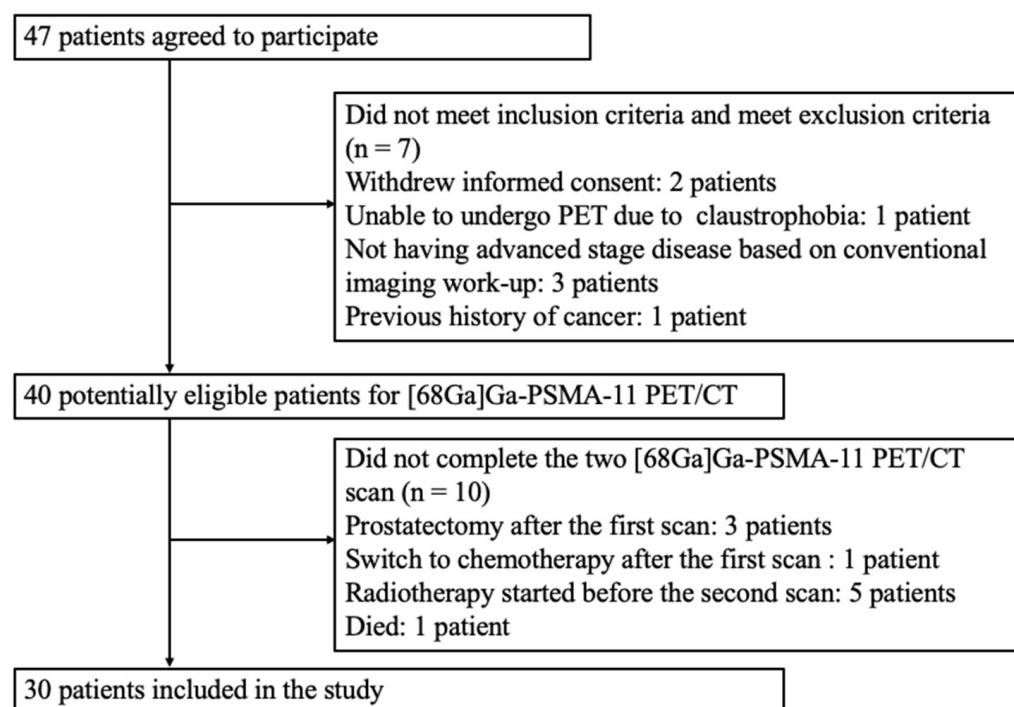 47 patients agreed to participate
Did not meet inclusion criteria and meet exclusion criteria
(n = 7)
Withdrew informed consent: 2 patients
Unable to undergo PET due to claustrophobia: 1 patient
Not having advanced stage disease based on conventional
imaging work-up: 3 patients
Previous history of cancer: 1 patient
40 potentially eligible patients for [68Ga]Ga-PSMA-11 PET/CT
Did not complete the two [68Ga]Ga-PSMA-11 PET/CT
scan (n = 10)
Prostatectomy after the first scan: 3 patients
Switch to chemotherapy after the first scan : 1 patient
Radiotherapy started before the second scan: 5 patients
Died: 1 patient
30 patients included in the study